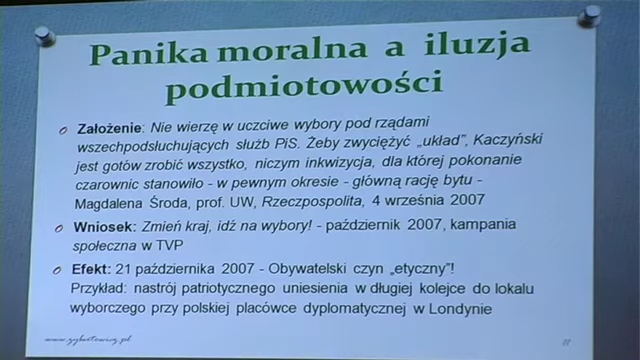 Panika moralna a iluzja
podmiotowości
Założenie: Nie wierzę w uczciwe wybory pod rządami
wszechpodsłuchujących służb PiS. Żeby zwyciężyć „układ”, Kaczyński
jest gotów zrobić wszystko, niczym inkwizycja, dla której pokonanie
czarownic stanowiło - w pewnym okresie - główną rację bytu -
Magdalena Środa, prof. UW, Rzeczpospolita, 4 września 2007
Wniosek: Zmień kraj, idź na wybory! - październik 2007, kampania
społeczna w TVP
Efekt: 21 października 2007 - Obywatelski czyn „etyczny”!
Przykład: nastrój patriotycznego uniesienia w długiej kolejce do lokalu
wyborczego przy polskiej placówce dyplomatycznej w Londynie
www.zybertowicz.pl